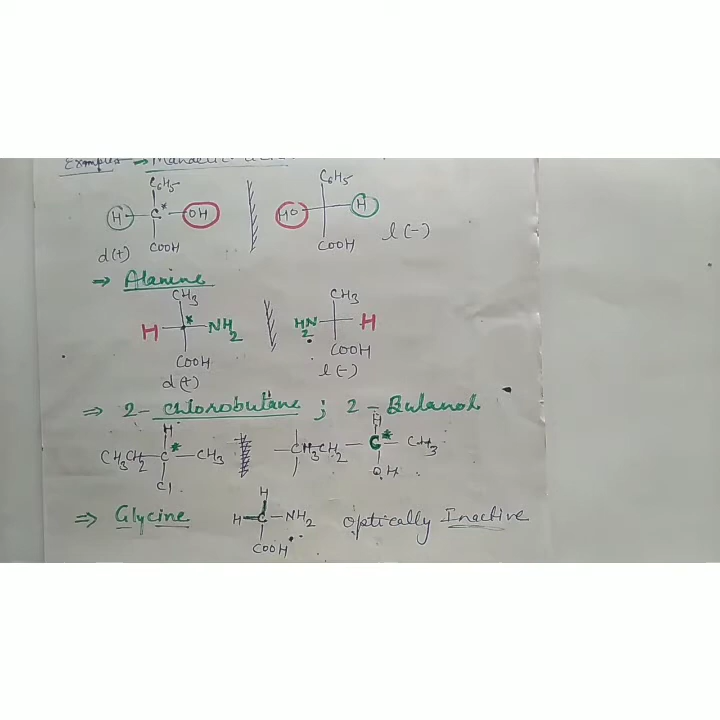 Example → Mandelic acid
C6H5 C6H5
H C* OH HO H
COOH COOH
d(+) l(-)
⇒ Alanine
CH3 CH3
H * NH2 H2N H
COOH COOH
d(+) l(-)
⇒ 2- chlorobutane ; 2 - Butanol
H H
CH3CH2 - C* - CH3 CH3CH2 - C* - CH3
Cl OH
⇒ Glycine
H
H - C - NH2 optically Inactive
COOH